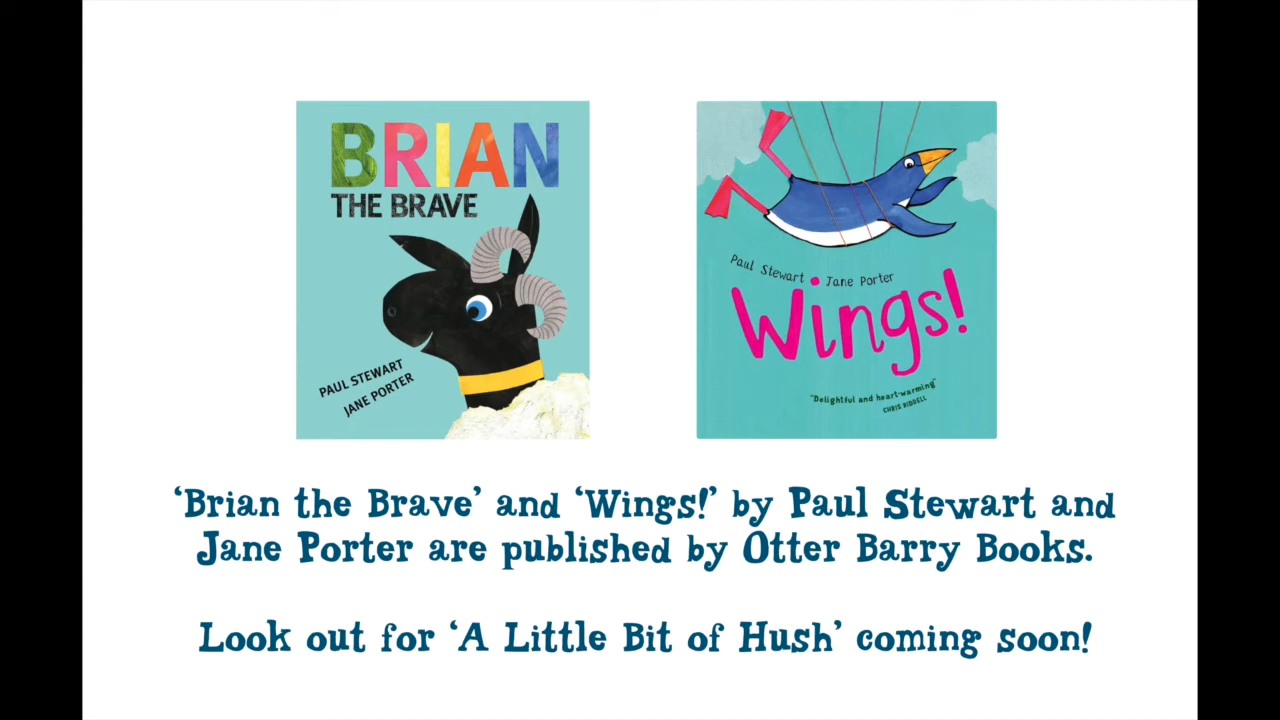 BRIAN
THE BRAVE
PAUL STEWART
JANE PORTER
Paul Stewart Jane Porter
Wings!
"Delightful and heart-warming"
CHRIS RIDDELL
‘Brian the Brave’ and ‘Wings!’ by Paul Stewart and
Jane Porter are published by Otter Barry Books.
Look out for ‘A Little Bit of Hush’ coming soon!